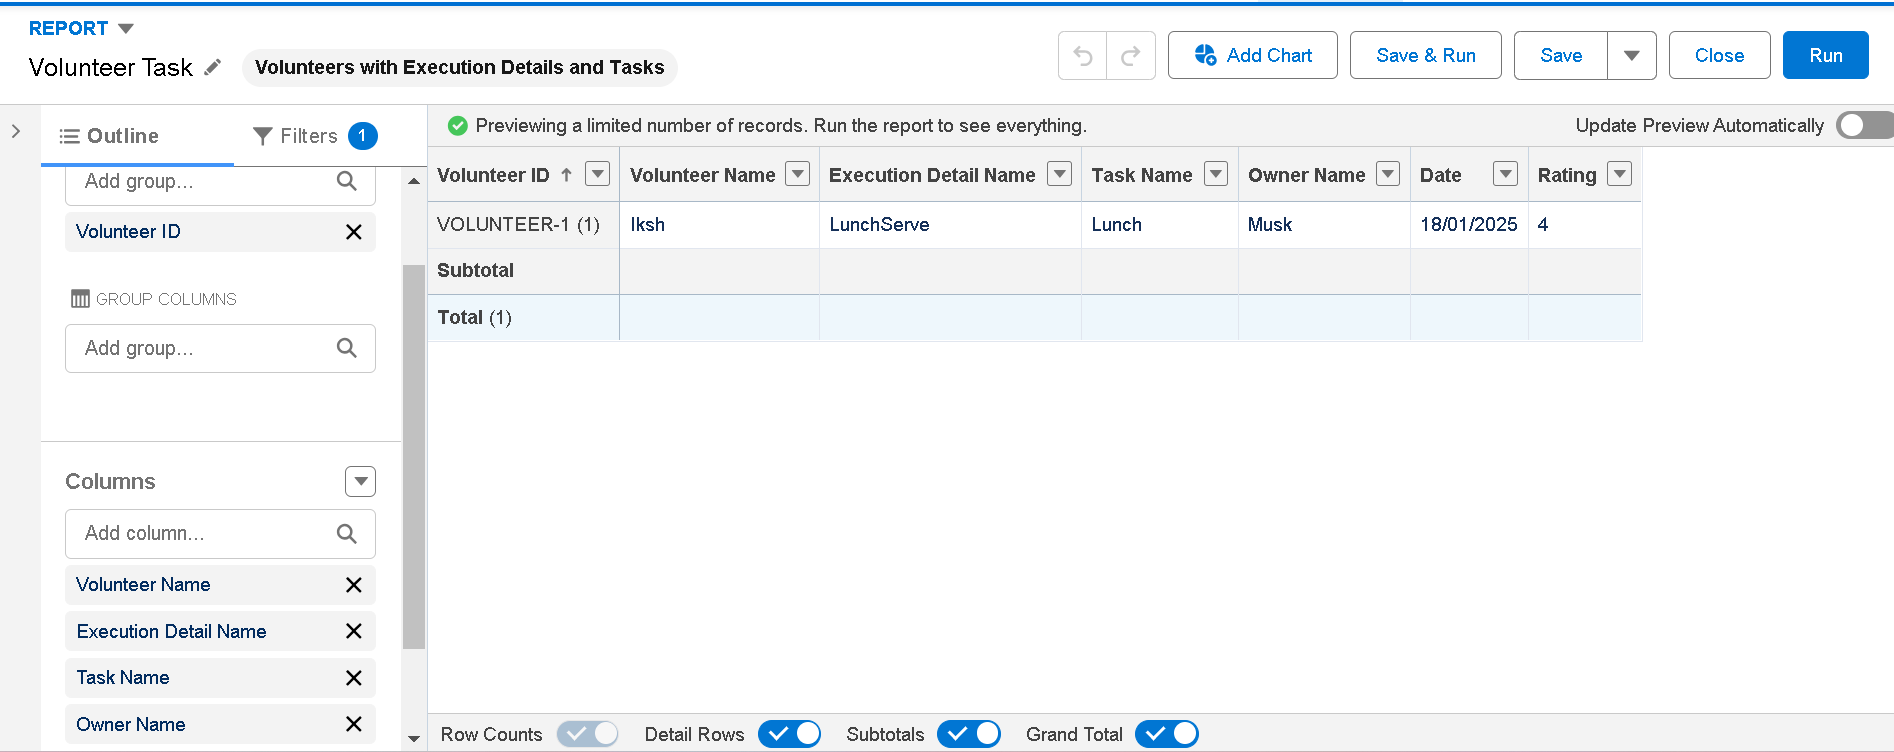 REPORT
Volunteer Task
Volunteers with Execution Details and Tasks
Add Chart
Save & Run
Save
Close
Run
Outline
Filters 1
Add group...
Volunteer ID
GROUP COLUMNS
Add group...
Columns
Add column...
Volunteer Name
Execution Detail Name
Task Name
Owner Name
Previewing a limited number of records. Run the report to see everything.
Update Preview Automatically
Volunteer ID Volunteer Name Execution Detail Name Task Name Owner Name Date Rating
VOLUNTEER-1 (1) Iksh LunchServe Lunch Musk 18/01/2025 4
Subtotal
Total (1)
Row Counts Detail Rows Subtotals Grand Total